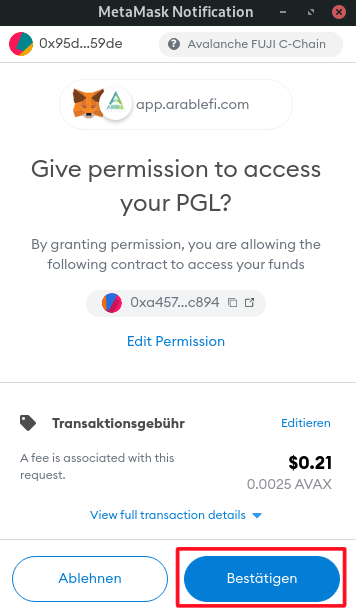 MetaMask Notification
0x95d...59de
Avalanche FUJI C-Chain
app.arablefi.com
Give permission to access
your PGL?
By granting permission, you are allowing the
following contract to access your funds
0xa457...c894
Edit Permission
Transaktionsgebühr
Editieren
A fee is associated with this
request.
$0.21
0.0025 AVAX
View full transaction details
Ablehnen
Bestätigen